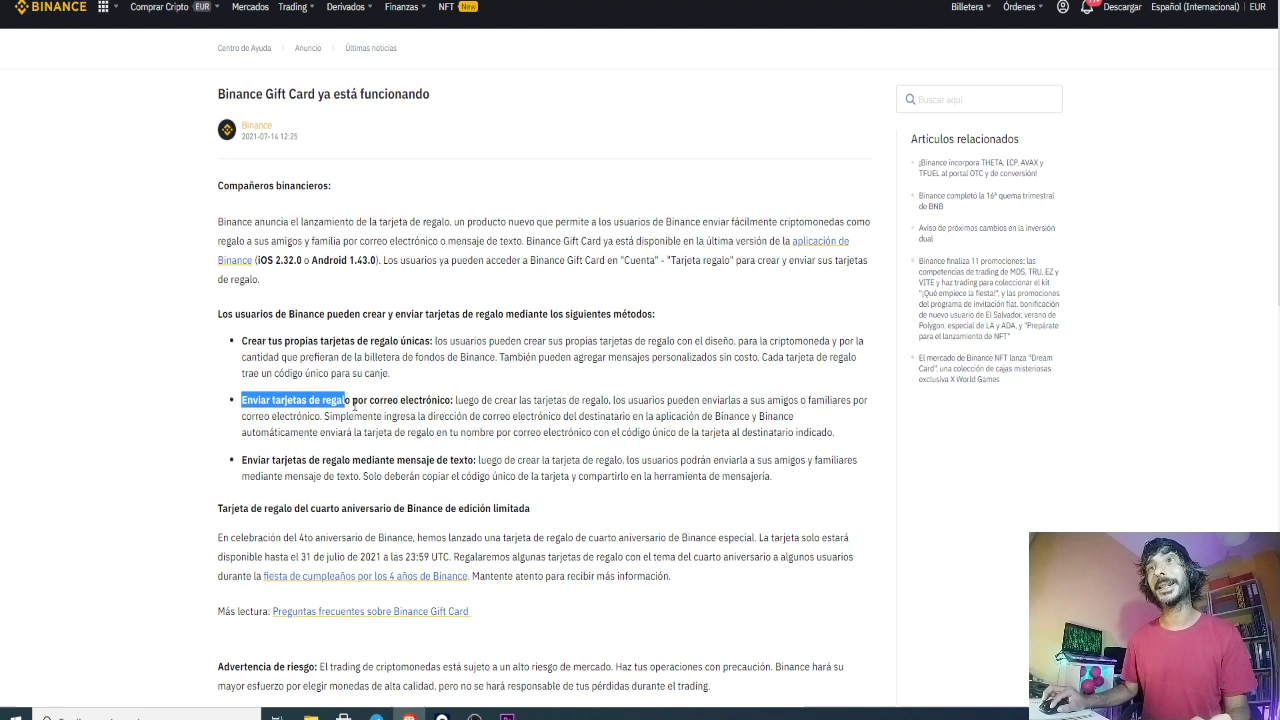 BINANCE Comprar Cripto EUR Mercados Trading Derivados Finanzas NFT New Billetera Órdenes Descargar Español (Internacional) | EUR
Centro de Ayuda Anuncio Últimas noticias
Binance Gift Card ya está funcionando
Buscar aquí
Binance
2021-07-14 12:25
Compañeros binancieros:
Binance anuncia el lanzamiento de la tarjeta de regalo, un producto nuevo que permite a los usuarios de Binance enviar fácilmente criptomonedas como
regalo a sus amigos y familia por correo electrónico o mensaje de texto. Binance Gift Card ya está disponible en la última versión de la aplicación de
Binance (iOS 2.32.0 o Android 1.43.0). Los usuarios ya pueden acceder a Binance Gift Card en "Cuenta" - "Tarjeta regalo" para crear y enviar sus tarjetas
de regalo.
Los usuarios de Binance pueden crear y enviar tarjetas de regalo mediante los siguientes métodos:
Crear tus propias tarjetas de regalo únicas: los usuarios pueden crear sus propias tarjetas de regalo con el diseño, para la criptomoneda y por la
cantidad que prefieran de la billetera de fondos de Binance. También pueden agregar mensajes personalizados sin costo. Cada tarjeta de regalo
trae un código único para su canje.
Enviar tarjetas de regalo por correo electrónico: luego de crear las tarjetas de regalo, los usuarios pueden enviarlas a sus amigos o familiares por
correo electrónico. Simplemente ingresa la dirección de correo electrónico del destinatario en la aplicación de Binance y Binance
automáticamente enviará la tarjeta de regalo en tu nombre por correo electrónico con el código único de la tarjeta al destinatario indicado.
Enviar tarjetas de regalo mediante mensaje de texto: luego de crear la tarjeta de regalo, los usuarios podrán enviarla a sus amigos y familiares
mediante mensaje de texto. Solo deberán copiar el código único de la tarjeta y compartirlo en la herramienta de mensajería.
Tarjeta de regalo del cuarto aniversario de Binance de edición limitada
En celebración del 4to aniversario de Binance, hemos lanzado una tarjeta de regalo de cuarto aniversario de Binance especial. La tarjeta solo estará
disponible hasta el 31 de julio de 2021 a las 23:59 UTC. Regalaremos algunas tarjetas de regalo con el tema del cuarto aniversario a algunos usuarios
durante la fiesta de cumpleaños por los 4 años de Binance. Mantente atento para recibir más información.
Más lectura: Preguntas frecuentes sobre Binance Gift Card
Advertencia de riesgo: El trading de criptomonedas está sujeto a un alto riesgo de mercado. Haz tus operaciones con precaución. Binance hará su
mayor esfuerzo por elegir monedas de alta calidad, pero no se hará responsable de tus pérdidas durante el trading.
Artículos relacionados
¡Binance incorpora THETA, ICP, AVAX y
TFUEL al portal OTC y de conversión!
Binance completó la 16ª quema trimestral
de BNB
Aviso de próximos cambios en la inversión
dual
Binance finaliza 11 promociones: las
competencias de trading de MDS, TRU, EZ y
VITE y haz trading para coleccionar el kit
"¡Qué empiece la fiesta!", y las promociones
del programa de invitación fiat, bonificación
de nuevo usuario de El Salvador, verano de
Polygon, especial de LA y ADA, y "Prepárate
para el lanzamiento de NFT"
El mercado de Binance NFT lanza "Dream
Card", una colección de cajas misteriosas
exclusiva X World Games